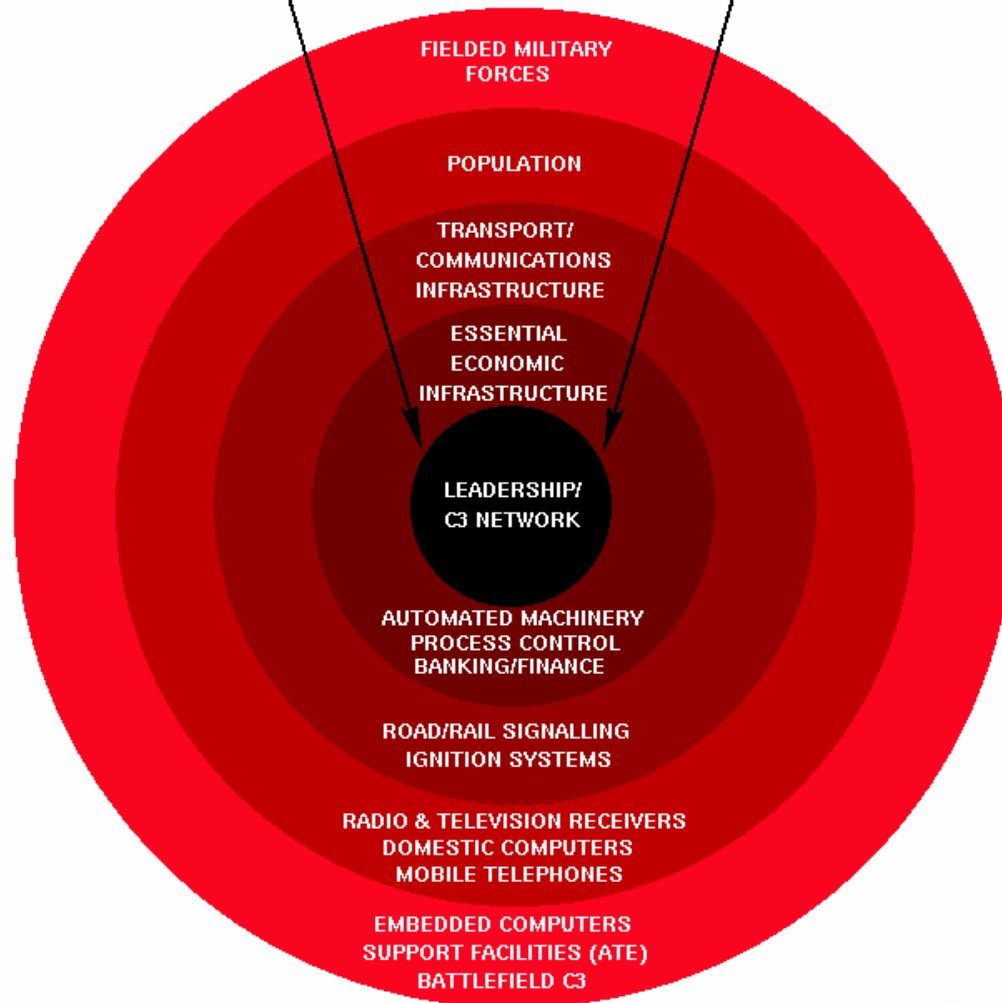 FIELDED MILITARY
FORCES
POPULATION
TRANSPORT/
COMMUNICATIONS
INFRASTRUCTURE
ESSENTIAL
ECONOMIC
INFRASTRUCTURE
LEADERSHIP/
C3 NETWORK
AUTOMATED MACHINERY
PROCESS CONTROL
BANKING/FINANCE
ROAD/RAIL SIGNALLING
IGNITION SYSTEMS
RADIO & TELEVISION RECEIVERS
DOMESTIC COMPUTERS
MOBILE TELEPHONES
EMBEDDED COMPUTERS
SUPPORT FACILITIES (ATE)
BATTLEFIELD C3